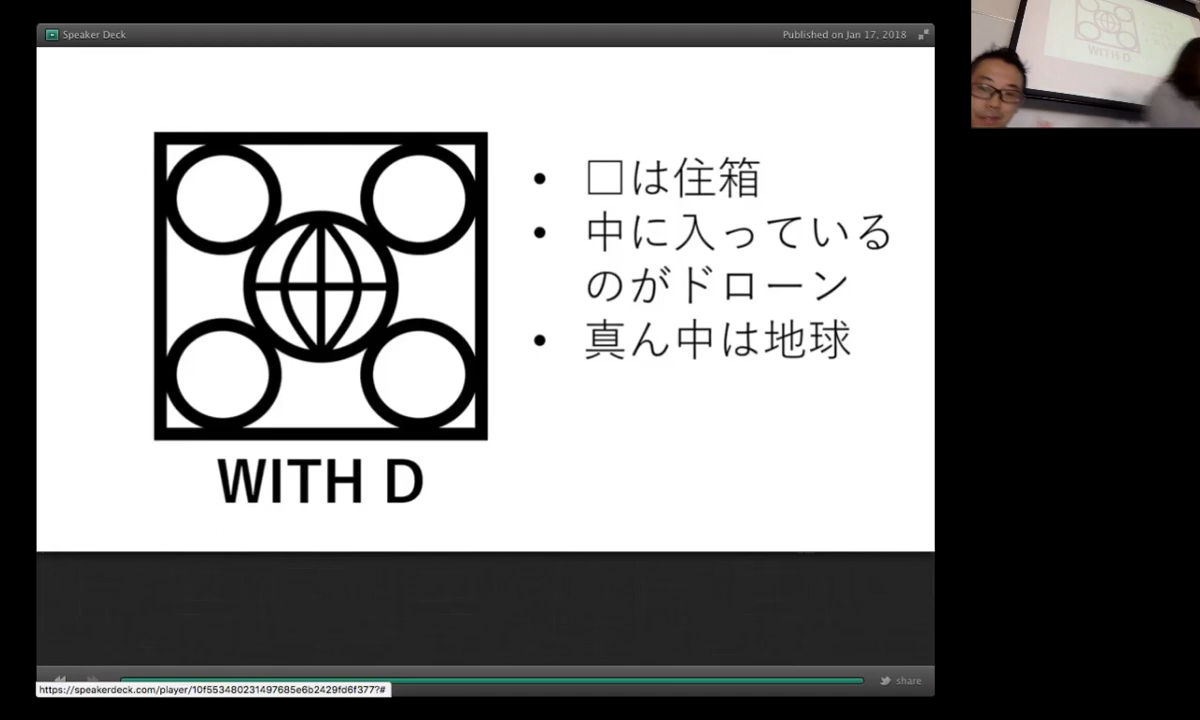 Speaker Deck
Published on Jan 17, 2018
WITH D
• □は住箱
• 中に入っている
のがドローン
• 真ん中は地球
WITH D
https://speakerdeck.com/player/10f553480231497685e6b2429fd6f377?#
share